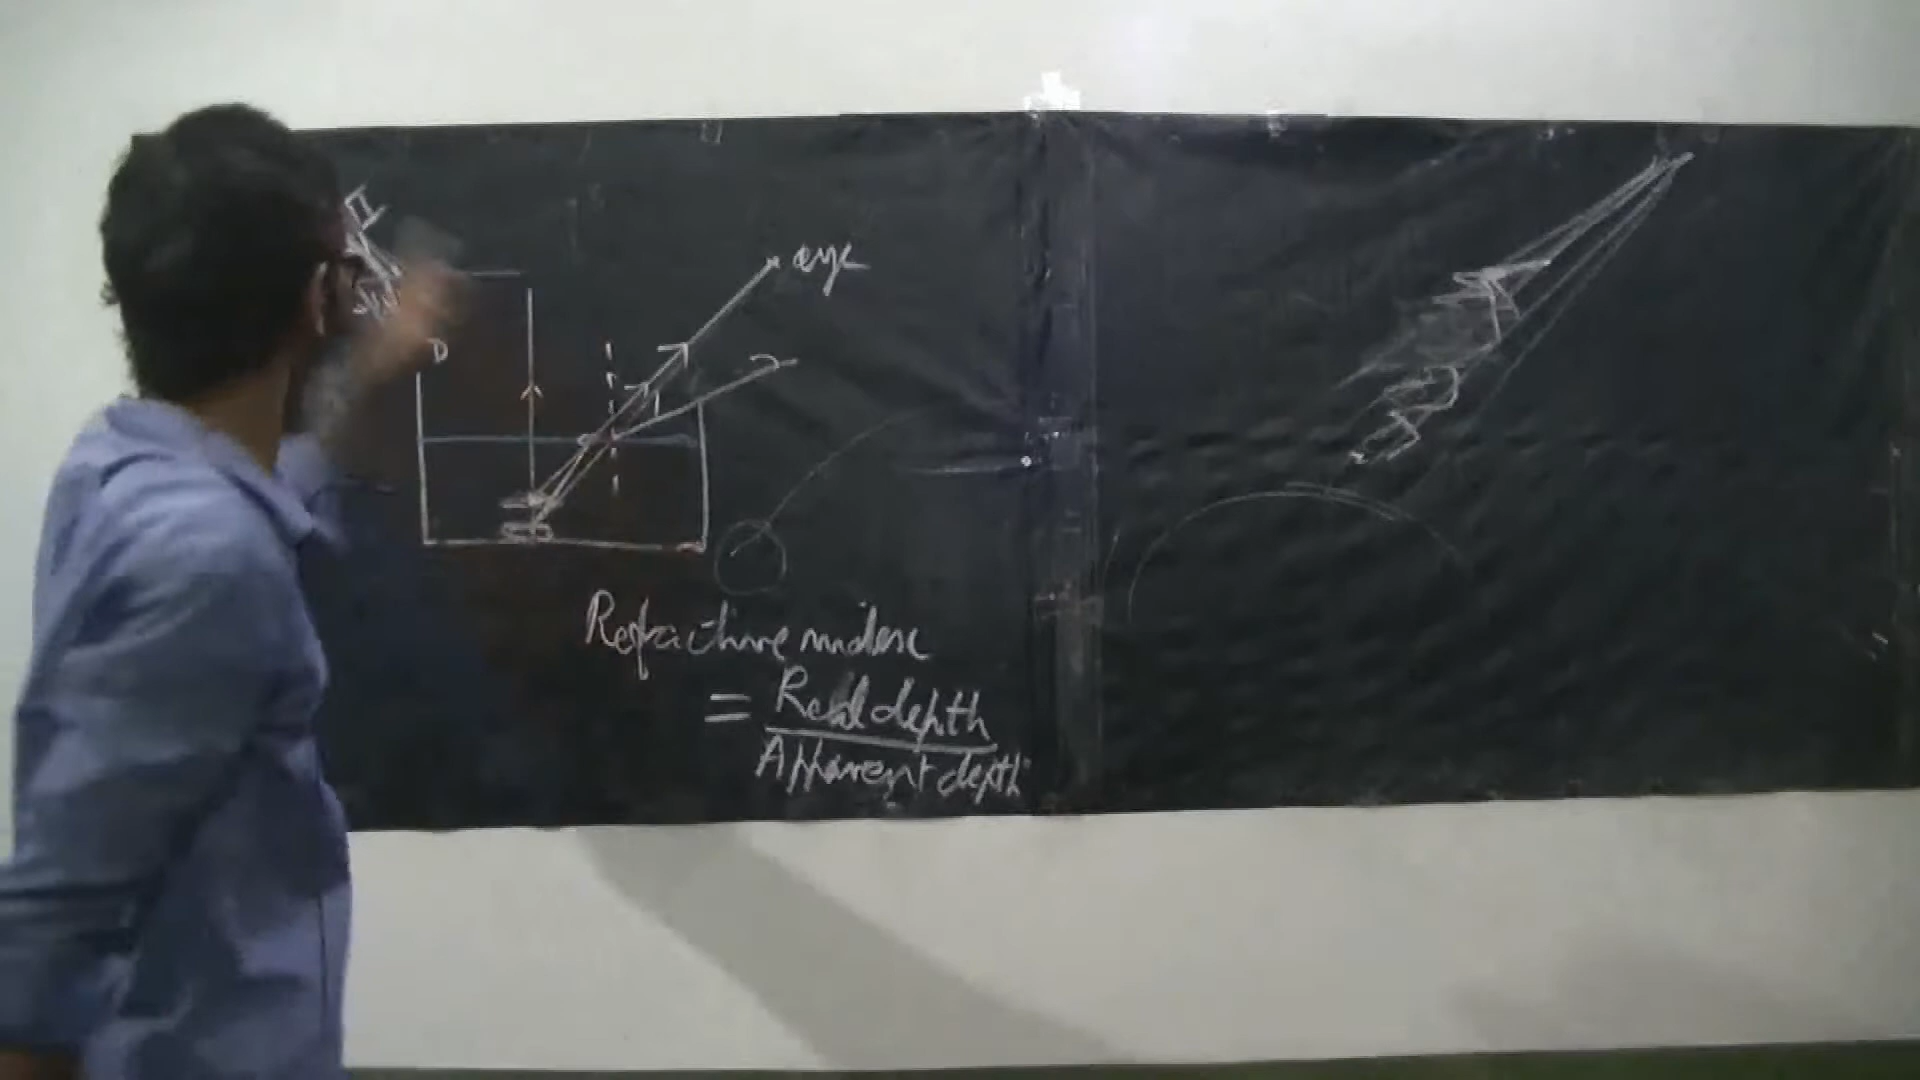 eye
Refractive index
= Real depth
Apparent depth